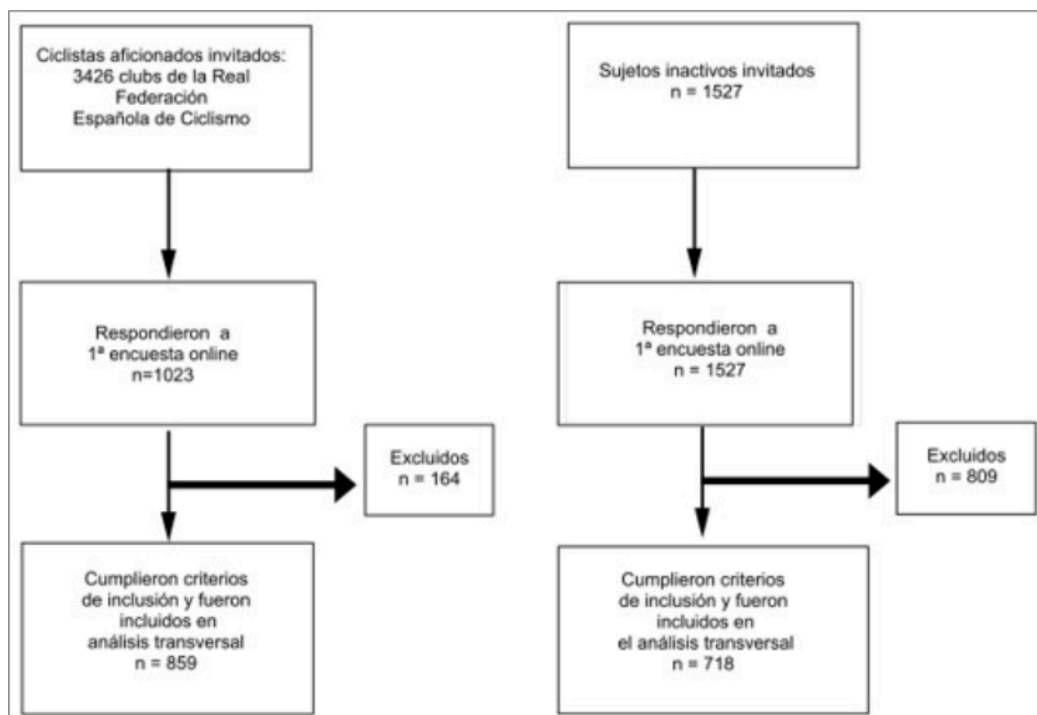 Ciclistas aficionados invitados:
3426 clubs de la Real
Federación
Española de Ciclismo
Sujetos inactivos invitados
n = 1527
Respondieron a
1ª encuesta online
n=1023
Respondieron a
1ª encuesta online
n = 1527
Excluidos
n = 164
Excluidos
n = 809
Cumplieron criterios
de inclusión y fueron
incluidos en
análisis transversal
n = 859
Cumplieron criterios
de inclusión y fueron
incluidos en
el análisis transversal
n = 718